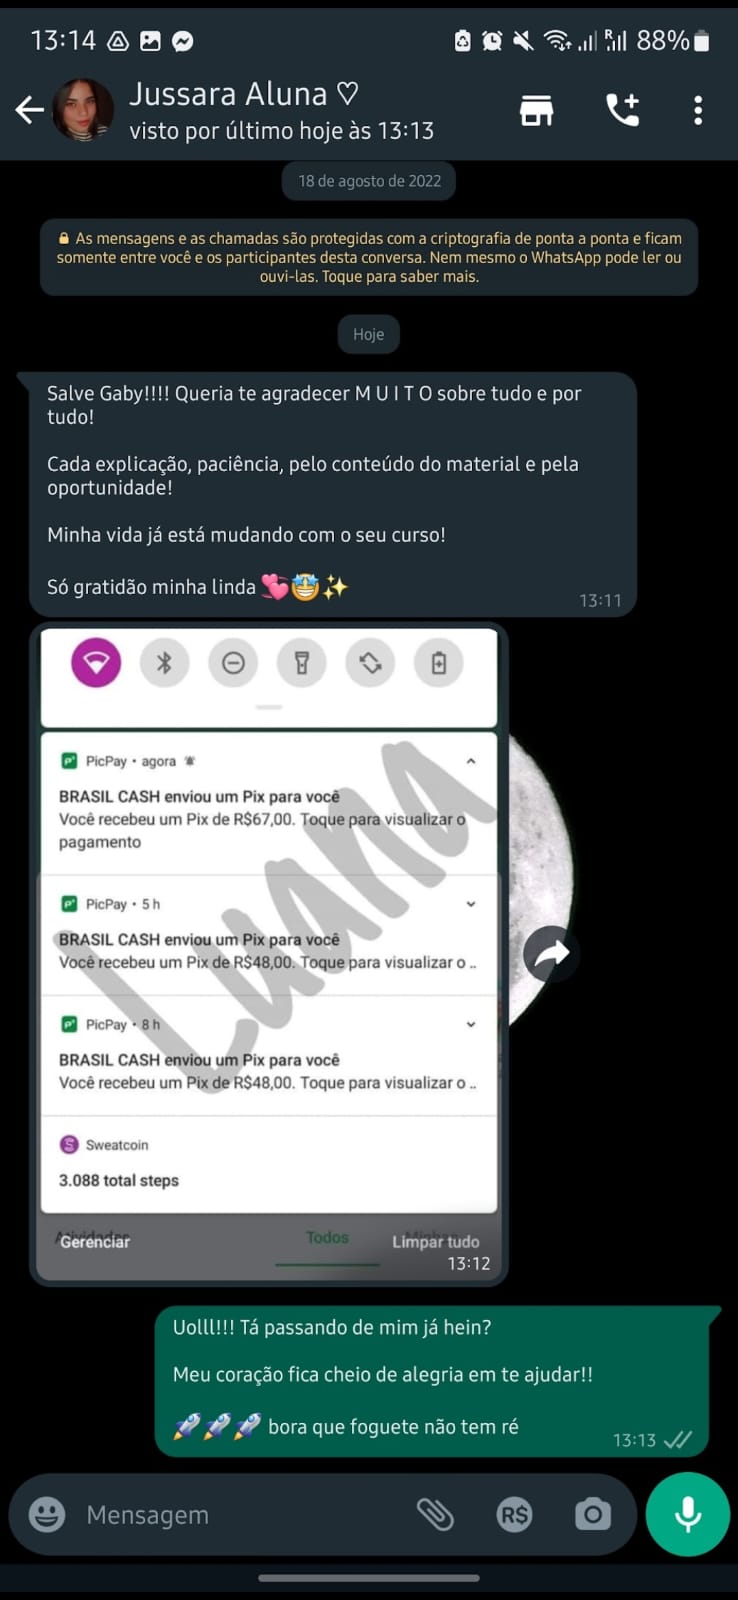 13:14
88%
Jussara Aluna ♡
visto por último hoje às 13:13
18 de agosto de 2022
As mensagens e as chamadas são protegidas com a criptografia de ponta a ponta e ficam
somente entre você e os participantes desta conversa. Nem mesmo o WhatsApp pode ler ou
ouvi-las. Toque para saber mais.
Hoje
Salve Gaby!!!! Queria te agradecer M U I T O sobre tudo e por
tudo!
Cada explicação, paciência, pelo conteúdo do material e pela
oportunidade!
Minha vida já está mudando com o seu curso!
Só gratidão minha linda 💞🤩✨
13:11
PicPay • agora
BRASIL CASH enviou um Pix para você
Você recebeu um Pix de R$67,00. Toque para visualizar o
pagamento
PicPay • 5 h
BRASIL CASH enviou um Pix para você
Você recebeu um Pix de R$48,00. Toque para visualizar o ..
PicPay • 8 h
BRASIL CASH enviou um Pix para você
Você recebeu um Pix de R$48,00. Toque para visualizar o ..
Luana
Sweatcoin
3.088 total steps
Gerenciar
Todos
Limpar tudo
13:12
Uolll!!! Tá passando de mim já hein?
Meu coração fica cheio de alegria em te ajudar!!
🚀🚀🚀 bora que foguete não tem ré
13:13
Mensagem
R$